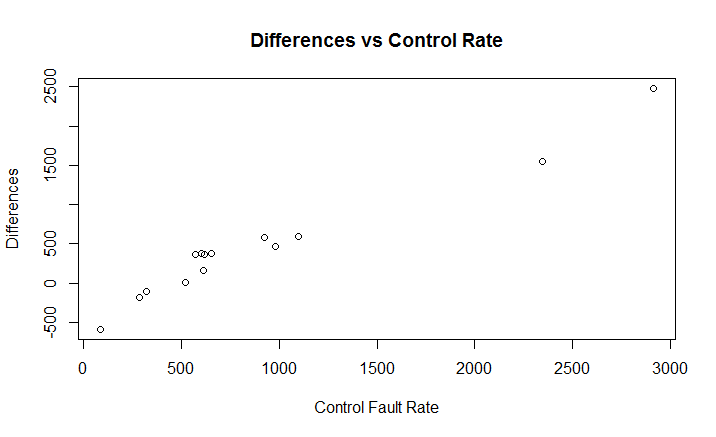 Differences vs Control Rate
2500
1500
500
0
-500
Differences
0 500 1000 1500 2000 2500 3000
Control Fault Rate